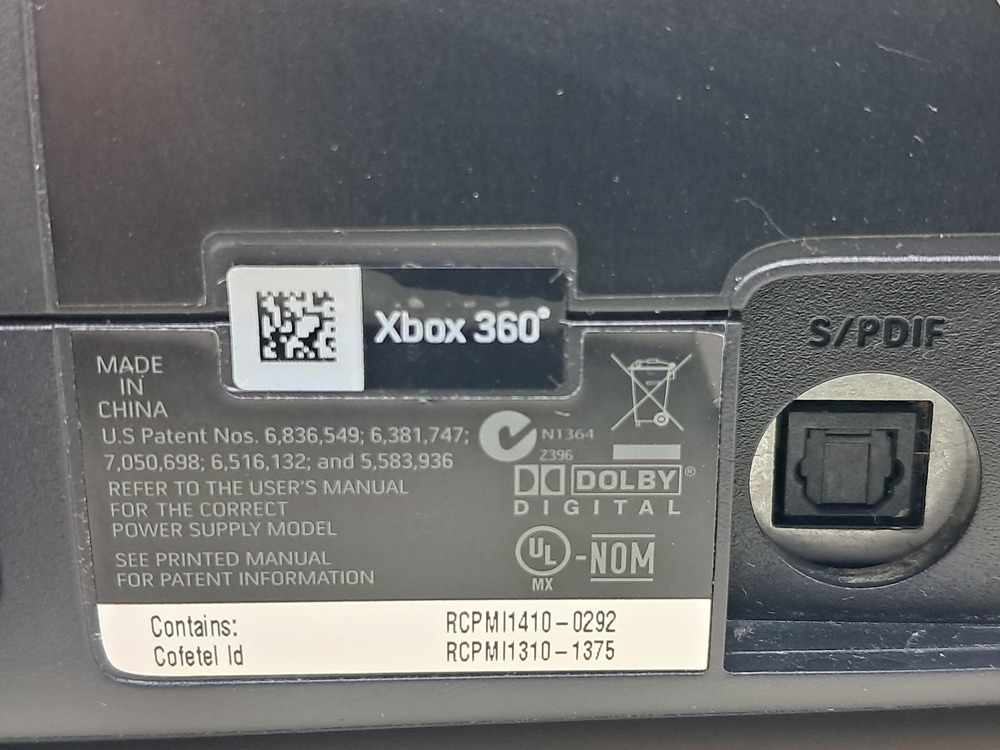 Xbox 360
S/PDIF
MADE
IN
CHINA
U.S Patent Nos. 6,836,549; 6,381,747;
7,050,698; 6,516,132; and 5,583,936
REFER TO THE USER'S MANUAL
FOR THE CORRECT
POWER SUPPLY MODEL
SEE PRINTED MANUAL
FOR PATENT INFORMATION
N1364
Z396
DOLBY®
DIGITAL
UL -NOM
MX
Contains: RCPMI1410-0292
Cofetel Id RCPMI1310-1375